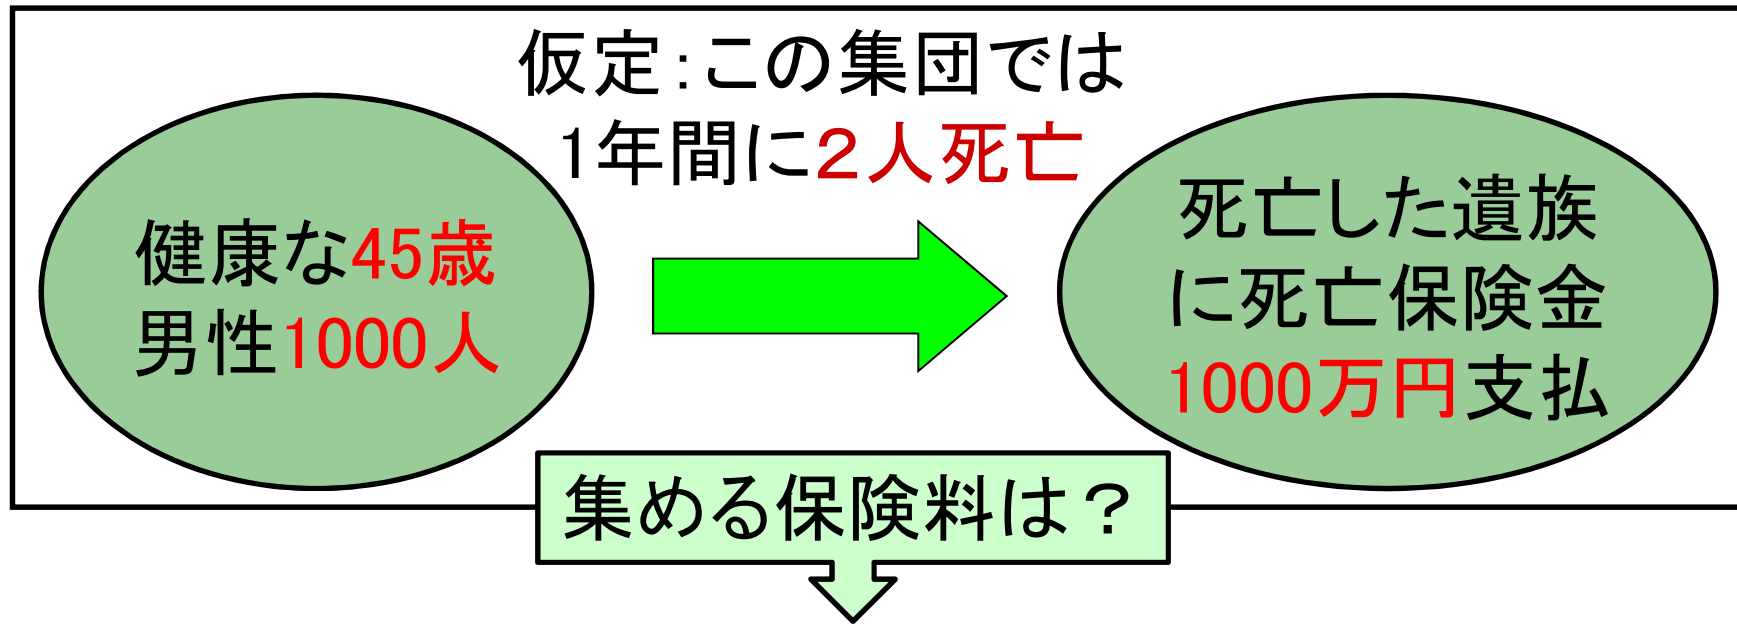 仮定：この集団では
1年間に２人死亡
健康な45歳
男性1000人
死亡した遺族
に死亡保険金
1000万円支払
集める保険料は？